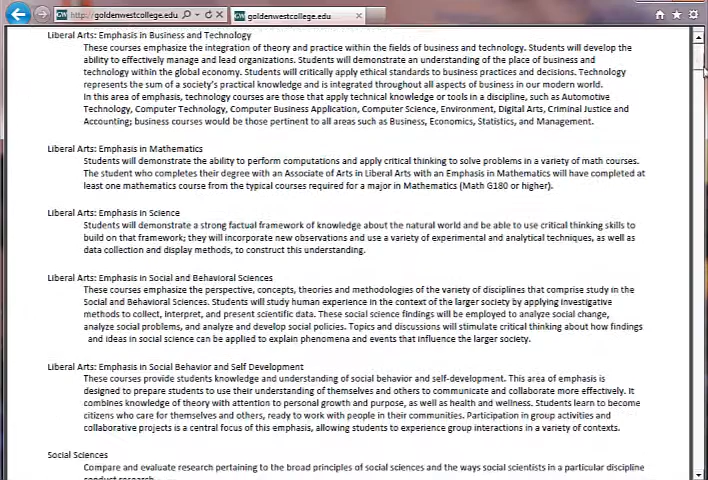 http://goldenwestcollege.edu
goldenwestcollege.edu
Liberal Arts: Emphasis in Business and Technology
These courses emphasize the integration of theory and practice within the fields of business and technology. Students will develop the
ability to effectively manage and lead organizations. Students will demonstrate an understanding of the place of business and
technology within the global economy. Students will critically apply ethical standards to business practices and decisions. Technology
represents the sum of a society's practical knowledge and is integrated throughout all aspects of business in our modern world.
In this area of emphasis, technology courses are those that apply technical knowledge or tools in a discipline, such as Automotive
Technology, Computer Technology, Computer Business Application, Computer Science, Environment, Digital Arts, Criminal Justice and
Accounting; business courses would be those pertinent to all areas such as Business, Economics, Statistics, and Management.
Liberal Arts: Emphasis in Mathematics
Students will demonstrate the ability to perform computations and apply critical thinking to solve problems in a variety of math courses.
The student who completes their degree with an Associate of Arts in Liberal Arts with an Emphasis in Mathematics will have completed at
least one mathematics course from the typical courses required for a major in Mathematics (Math G180 or higher).
Liberal Arts: Emphasis in Science
Students will demonstrate a strong factual framework of knowledge about the natural world and be able to use critical thinking skills to
build on that framework; they will incorporate new observations and use a variety of experimental and analytical techniques, as well as
data collection and display methods, to construct this understanding.
Liberal Arts: Emphasis in Social and Behavioral Sciences
These courses emphasize the perspective, concepts, theories and methodologies of the variety of disciplines that comprise study in the
Social and Behavioral Sciences. Students will study human experience in the context of the larger society by applying investigative
methods to collect, interpret, and present scientific data. These social science findings will be employed to analyze social change,
analyze social problems, and analyze and develop social policies. Topics and discussions will stimulate critical thinking about how findings
and ideas in social science can be applied to explain phenomena and events that influence the larger society.
Liberal Arts: Emphasis in Social Behavior and Self Development
These courses provide students knowledge and understanding of social behavior and self-development. This area of emphasis is
designed to prepare students to use their understanding of themselves and others to communicate and collaborate more effectively. It
combines knowledge of theory with attention to personal growth and purpose, as well as health and wellness. Students learn to become
citizens who care for themselves and others, ready to work with people in their communities. Participation in group activities and
collaborative projects is a central focus of this emphasis, allowing students to experience group interactions in a variety of contexts.
Social Sciences
Compare and evaluate research pertaining to the broad principles of social sciences and the ways social scientists in a particular discipline
conduct research.